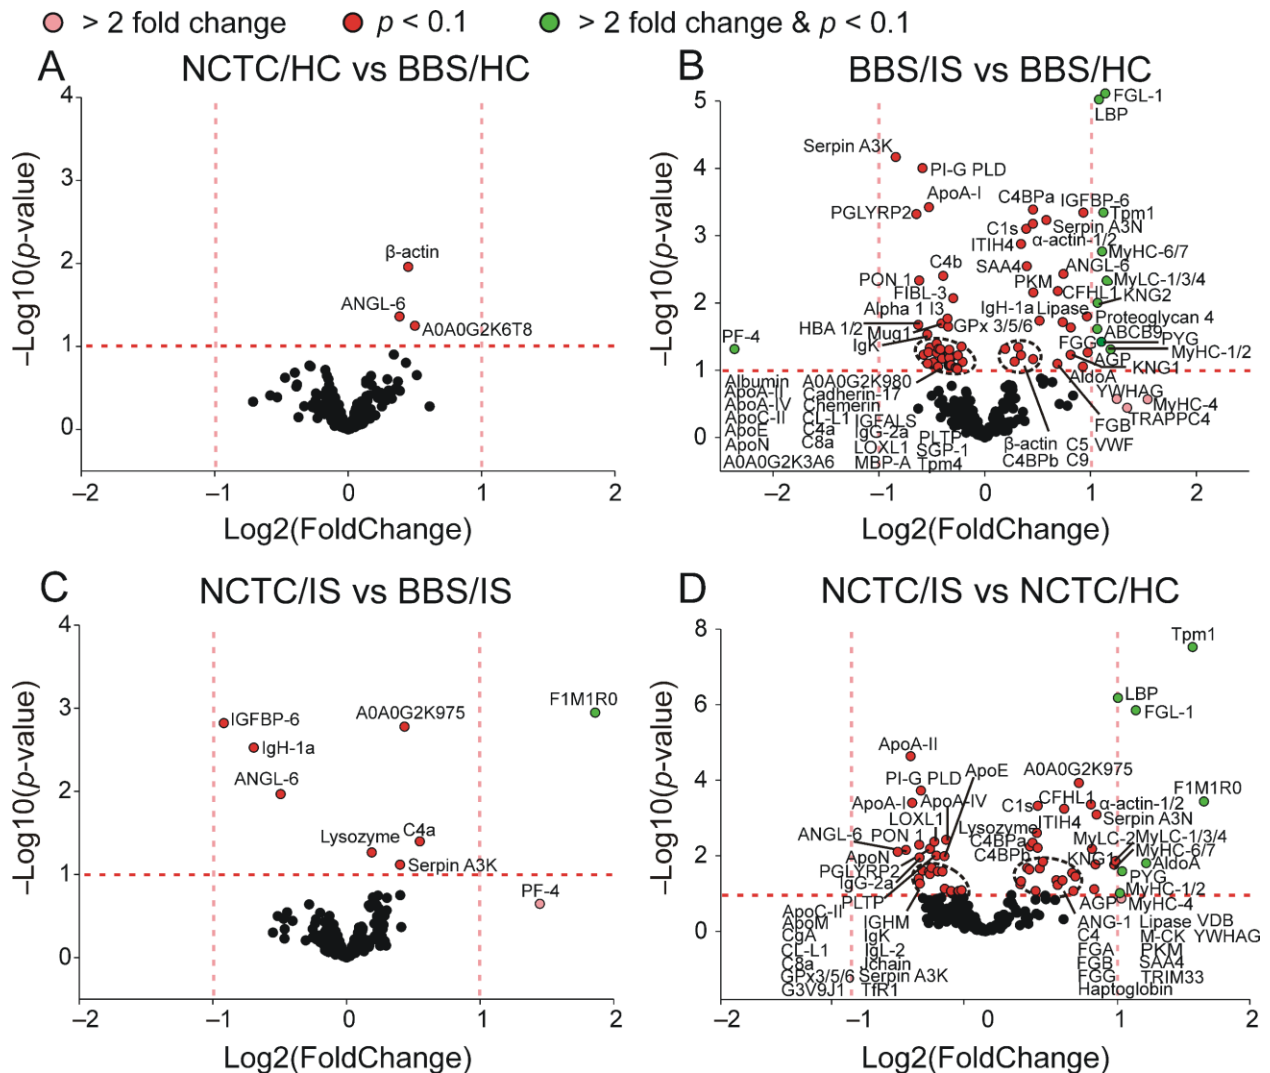 > 2 fold change
p < 0.1
> 2 fold change & p < 0.1
A
NCTC/HC vs BBS/HC
−Log10(p-value)
4
3
2
1
0
β-actin
ANGL-6
A0A0G2K6T8
−2
−1
0
1
2
Log2(FoldChange)
B
BBS/IS vs BBS/HC
−Log10(p-value)
5
4
3
2
1
0
FGL-1
LBP
Serpin A3K
PI-G PLD
ApoA-I
PGLYRP2
C4BPa
IGFBP-6
Tpm1
C1s
Serpin A3N
ITIH4
α-actin-1/2
MyHC-6/7
C4b
SAA4
ANGL-6
PON 1
PKM
MyLC-1/3/4
FIBL-3
CFHL1
KNG2
Alpha 1 I3
IgH-1a
Lipase
Proteoglycan 4
HBA 1/2
Mug1
GPx 3/5/6
ABCB9
PF-4
IgK
FGG
PYG
MyHC-1/2
AGP
KNG1
AldoA
Albumin
A0A0G2K980
YWHAG
ApoA-II
Cadherin-17
ApoA-IV
Chemerin
MyHC-4
ApoC-II
CL-L1
IGFALS
FGB
TRAPPC4
ApoE
C4a
IgG-2a
PLTP
ApoN
C8a
LOXL1
SGP-1
β-actin
C5
VWF
A0A0G2K3A6
MBP-A
Tpm4
C4BPb
C9
−2
−1
0
1
2
Log2(FoldChange)
C
NCTC/IS vs BBS/IS
−Log10(p-value)
4
3
2
1
0
F1M1R0
IGFBP-6
A0A0G2K975
IgH-1a
ANGL-6
Lysozyme
C4a
Serpin A3K
PF-4
−2
−1
0
1
2
Log2(FoldChange)
D
NCTC/IS vs NCTC/HC
−Log10(p-value)
8
6
4
2
0
Tpm1
LBP
FGL-1
ApoA-II
ApoE
A0A0G2K975
PI-G PLD
F1M1R0
ApoA-I
ApoA-IV
C1s
CFHL1
α-actin-1/2
LOXL1
ITIH4
Serpin A3N
ANGL-6
PON 1
Lysozyme
C4BPa
MyLC-2
MyLC-1/3/4
ApoN
C4BPb
KNG1
MyHC-6/7
PGLYRP2
AldoA
IgG-2a
PYG
PLTP
AGP
MyHC-1/2
MyHC-4
ApoC-II
ApoM
IGHM
ANG-1
Lipase
VDB
CgA
IgK
C4
M-CK
YWHAG
CL-L1
IgL-2
FGA
PKM
C8a
Jchain
FGB
SAA4
GPx3/5/6
Serpin A3K
FGG
TRIM33
G3V9J1
TfR1
Haptoglobin
−2
−1
0
1
2
Log2(FoldChange)